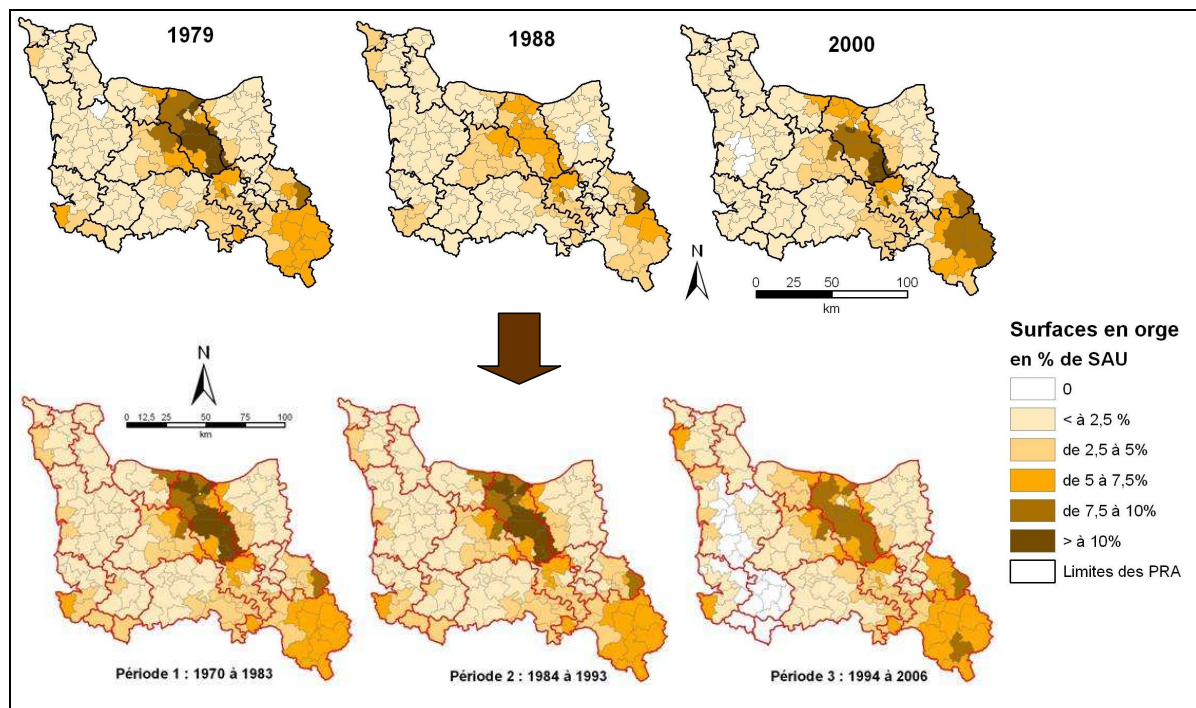 1979
1988
2000
N
0 25 50 100
km
N
0 12,5 25 50 75 100
km
Surfaces en orge
en % de SAU
0
< à 2,5 %
de 2,5 à 5%
de 5 à 7,5%
de 7,5 à 10%
> à 10%
Limites des PRA
Période 1 : 1970 à 1983
Période 2 : 1984 à 1993
Période 3 : 1994 à 2006